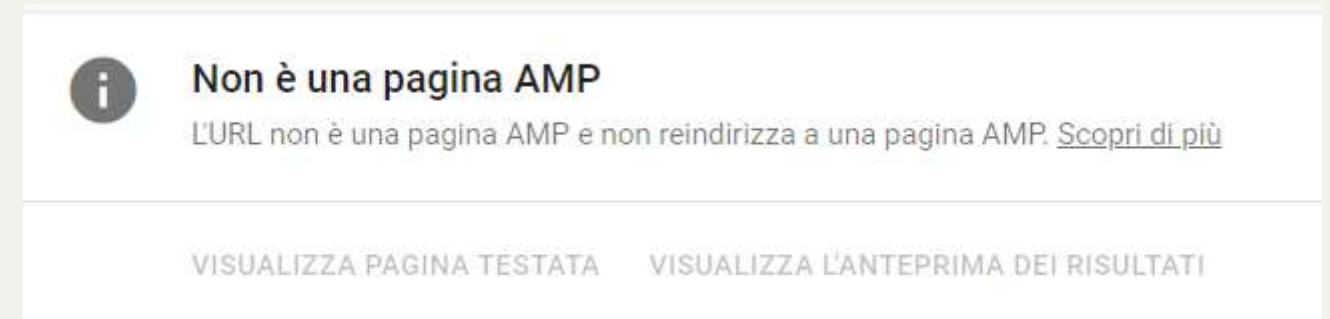 Non è una pagina AMP
L'URL non è una pagina AMP e non reindirizza a una pagina AMP. Scopri di più
VISUALIZZA PAGINA TESTATA VISUALIZZA L'ANTEPRIMA DEI RISULTATI